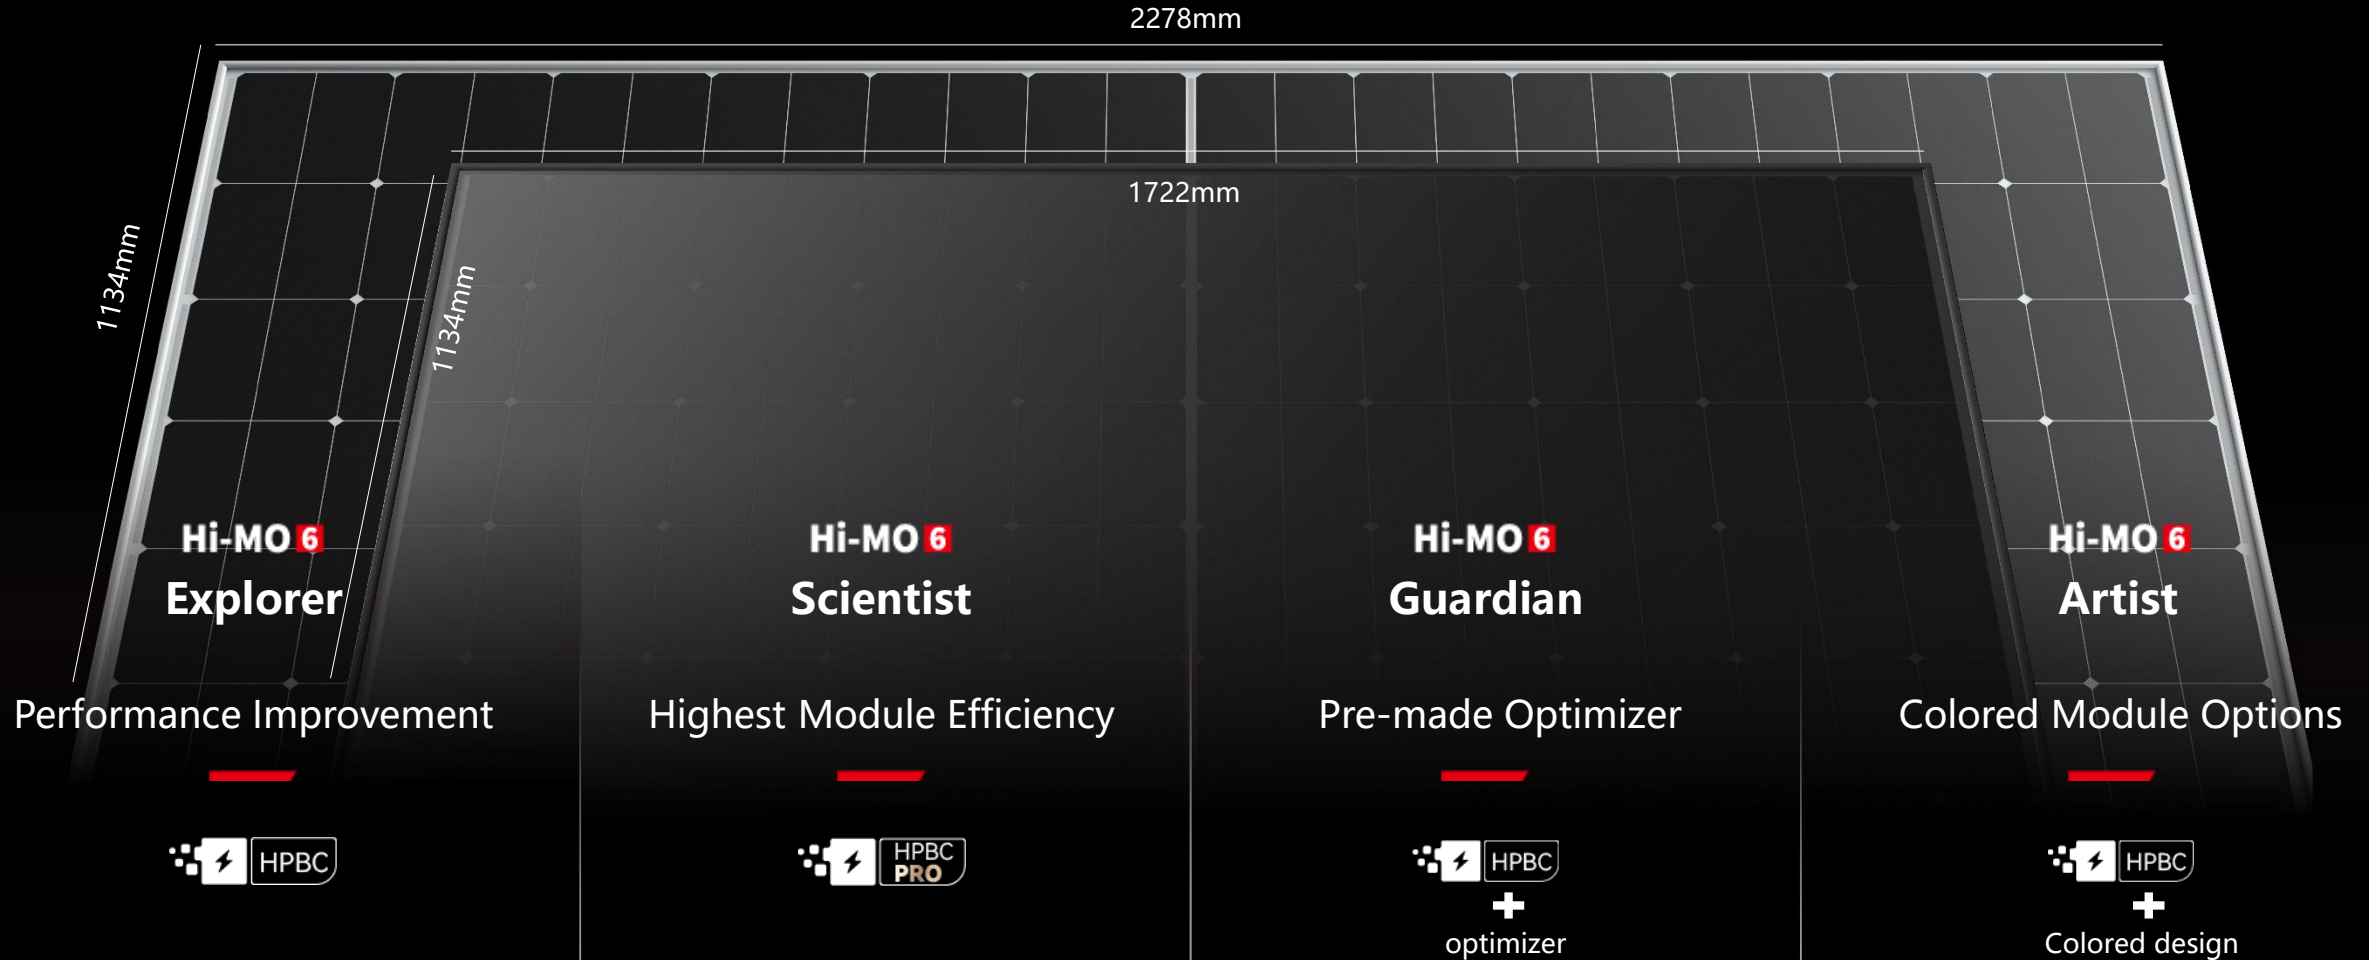 2278mm
1722mm
1134mm
1134mm
Hi-MO 6
Explorer
Performance Improvement
HPBC
Hi-MO 6
Scientist
Highest Module Efficiency
HPBC
PRO
Hi-MO 6
Guardian
Pre-made Optimizer
HPBC
+
optimizer
Hi-MO 6
Artist
Colored Module Options
HPBC
+
Colored design